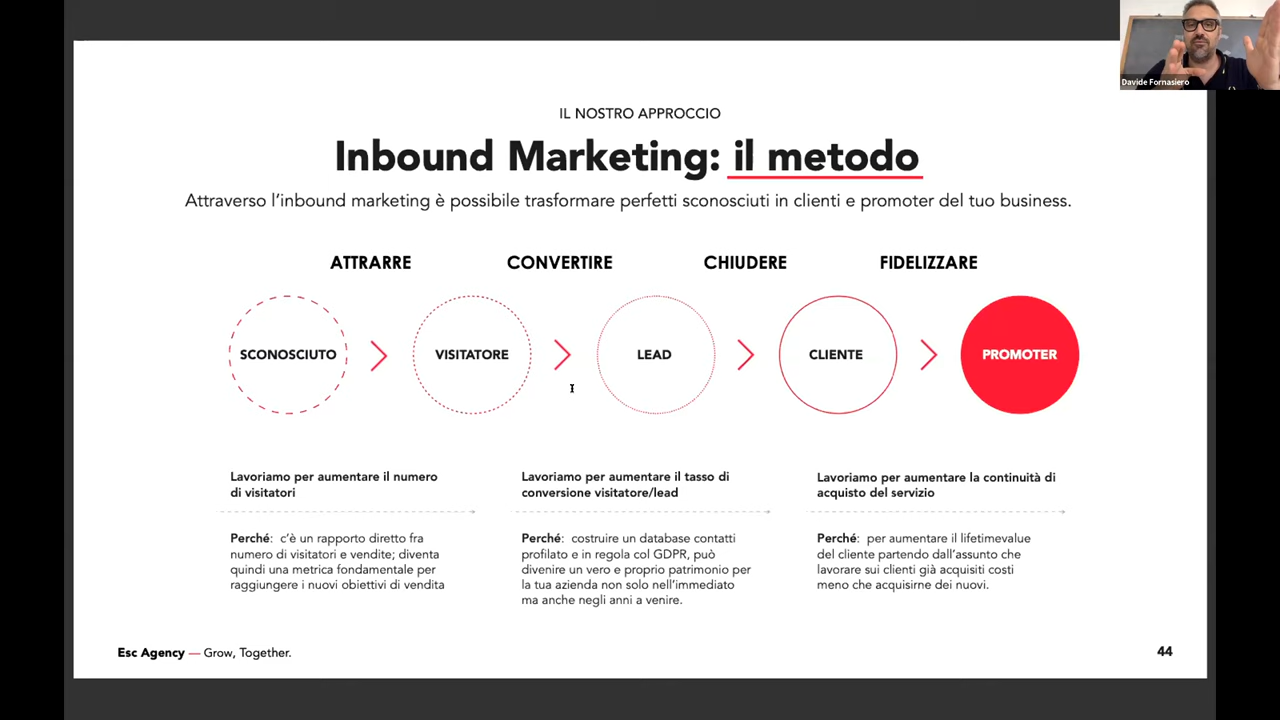 Davide Fornasiero
IL NOSTRO APPROCCIO
Inbound Marketing: il metodo
Attraverso l'inbound marketing è possibile trasformare perfetti sconosciuti in clienti e promoter del tuo business.
ATTRARRE
CONVERTIRE
CHIUDERE
FIDELIZZARE
SCONOSCIUTO
VISITATORE
LEAD
CLIENTE
PROMOTER
Lavoriamo per aumentare il numero
di visitatori
Perché: c'è un rapporto diretto fra
numero di visitatori e vendite; diventa
quindi una metrica fondamentale per
raggiungere i nuovi obiettivi di vendita
Lavoriamo per aumentare il tasso di
conversione visitatore/lead
Perché: costruire un database contatti
profilato e in regola col GDPR, può
divenire un vero e proprio patrimonio per
la tua azienda non solo nell'immediato
ma anche negli anni a venire.
Lavoriamo per aumentare la continuità di
acquisto del servizio
Perché: per aumentare il lifetimevalue
del cliente partendo dall'assunto che
lavorare sui clienti già acquisiti costi
meno che acquisirne dei nuovi.
Esc Agency — Grow, Together.
44